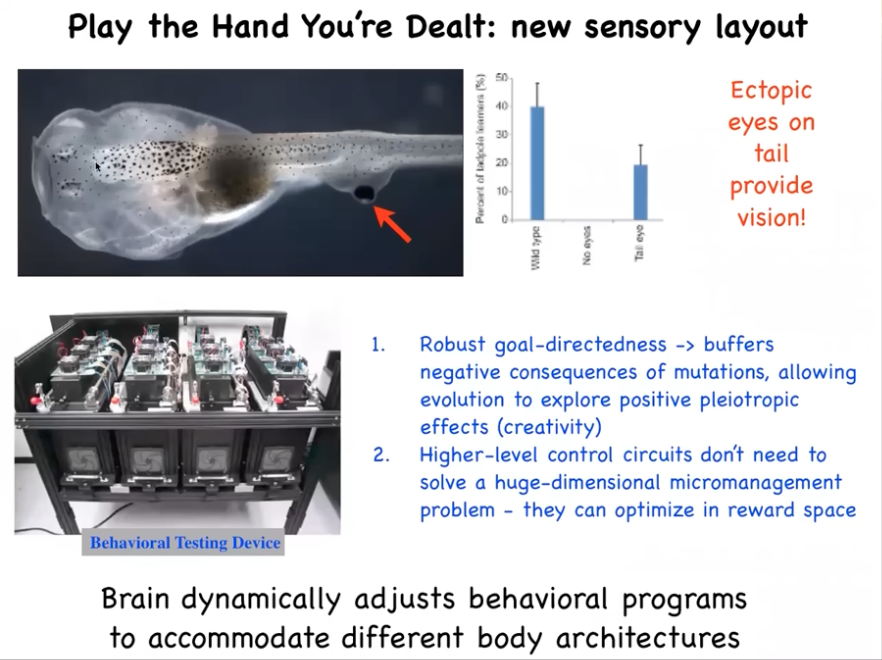 Play the Hand You're Dealt: new sensory layout
Percent of tadpole learners (%)
50
40
30
20
10
0
Wild type
No eyes
Tail eye
Ectopic
eyes on
tail
provide
vision!
Behavioral Testing Device
1. Robust goal-directedness -> buffers
negative consequences of mutations, allowing
evolution to explore positive pleiotropic
effects (creativity)
2. Higher-level control circuits don't need to
solve a huge-dimensional micromanagement
problem - they can optimize in reward space
Brain dynamically adjusts behavioral programs
to accommodate different body architectures